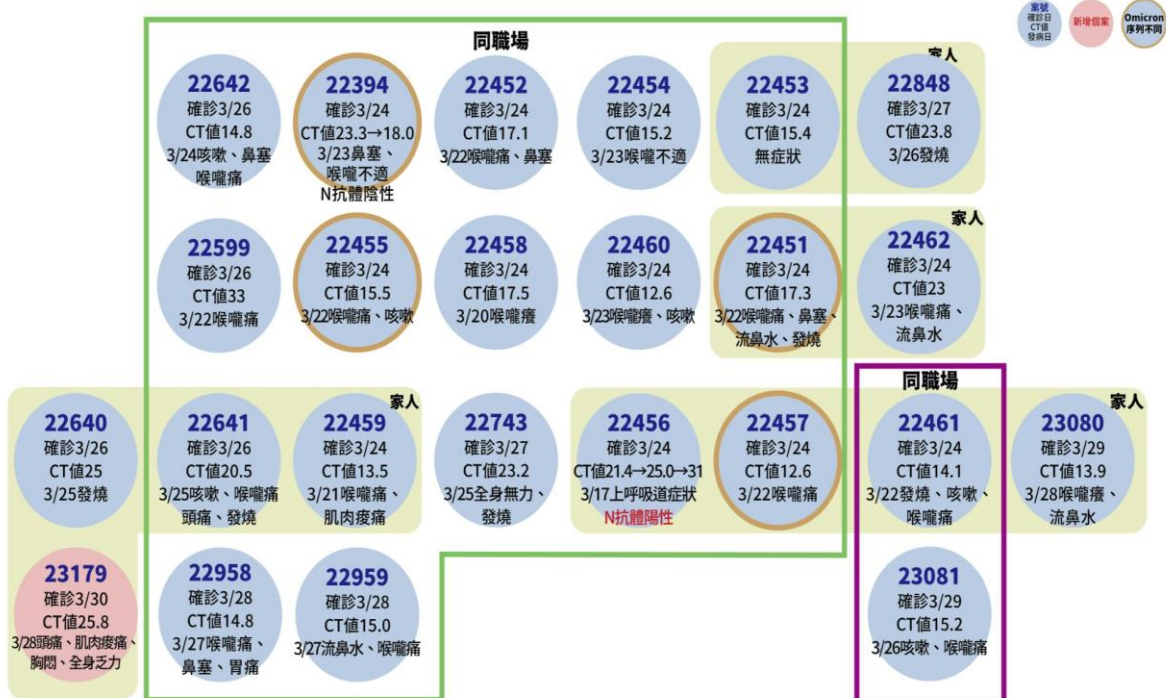 案號
確診日
CT值
發病日
新增個案
Omicron
序列不同
同職場
22642
確診3/26
CT值14.8
3/24咳嗽、鼻塞
喉嚨痛
22394
確診3/24
CT值23.3→18.0
3/23鼻塞、
喉嚨不適
N抗體陰性
22452
確診3/24
CT值17.1
3/22喉嚨痛、鼻塞
22454
確診3/24
CT值15.2
3/23喉嚨不適
22453
確診3/24
CT值15.4
無症狀
家人
22848
確診3/27
CT值23.8
3/26發燒
22599
確診3/26
CT值33
3/22喉嚨痛
22455
確診3/24
CT值15.5
3/22喉嚨痛、咳嗽
22458
確診3/24
CT值17.5
3/20喉嚨癢
22460
確診3/24
CT值12.6
3/23喉嚨癢、咳嗽
22451
確診3/24
CT值17.3
3/22喉嚨痛、鼻塞、
流鼻水、發燒
家人
22462
確診3/24
CT值23
3/23喉嚨痛、
流鼻水
22640
確診3/26
CT值25
3/25發燒
22641
確診3/26
CT值20.5
3/25咳嗽、喉嚨痛
頭痛、發燒
家人
22459
確診3/24
CT值13.5
3/21喉嚨痛、
肌肉痠痛
22743
確診3/27
CT值23.2
3/25全身無力、
發燒
22456
確診3/24
CT值21.4→25.0→31
3/17上呼吸道症狀
N抗體陽性
22457
確診3/24
CT值12.6
3/22喉嚨痛
同職場
22461
確診3/24
CT值14.1
3/22發燒、咳嗽、
喉嚨痛
家人
23080
確診3/29
CT值13.9
3/28喉嚨癢、
流鼻水
23179
確診3/30
CT值25.8
3/28頭痛、肌肉痠痛、
胸悶、全身乏力
22958
確診3/28
CT值14.8
3/27喉嚨痛、
鼻塞、胃痛
22959
確診3/28
CT值15.0
3/27流鼻水、喉嚨痛
23081
確診3/29
CT值15.2
3/26咳嗽、喉嚨痛